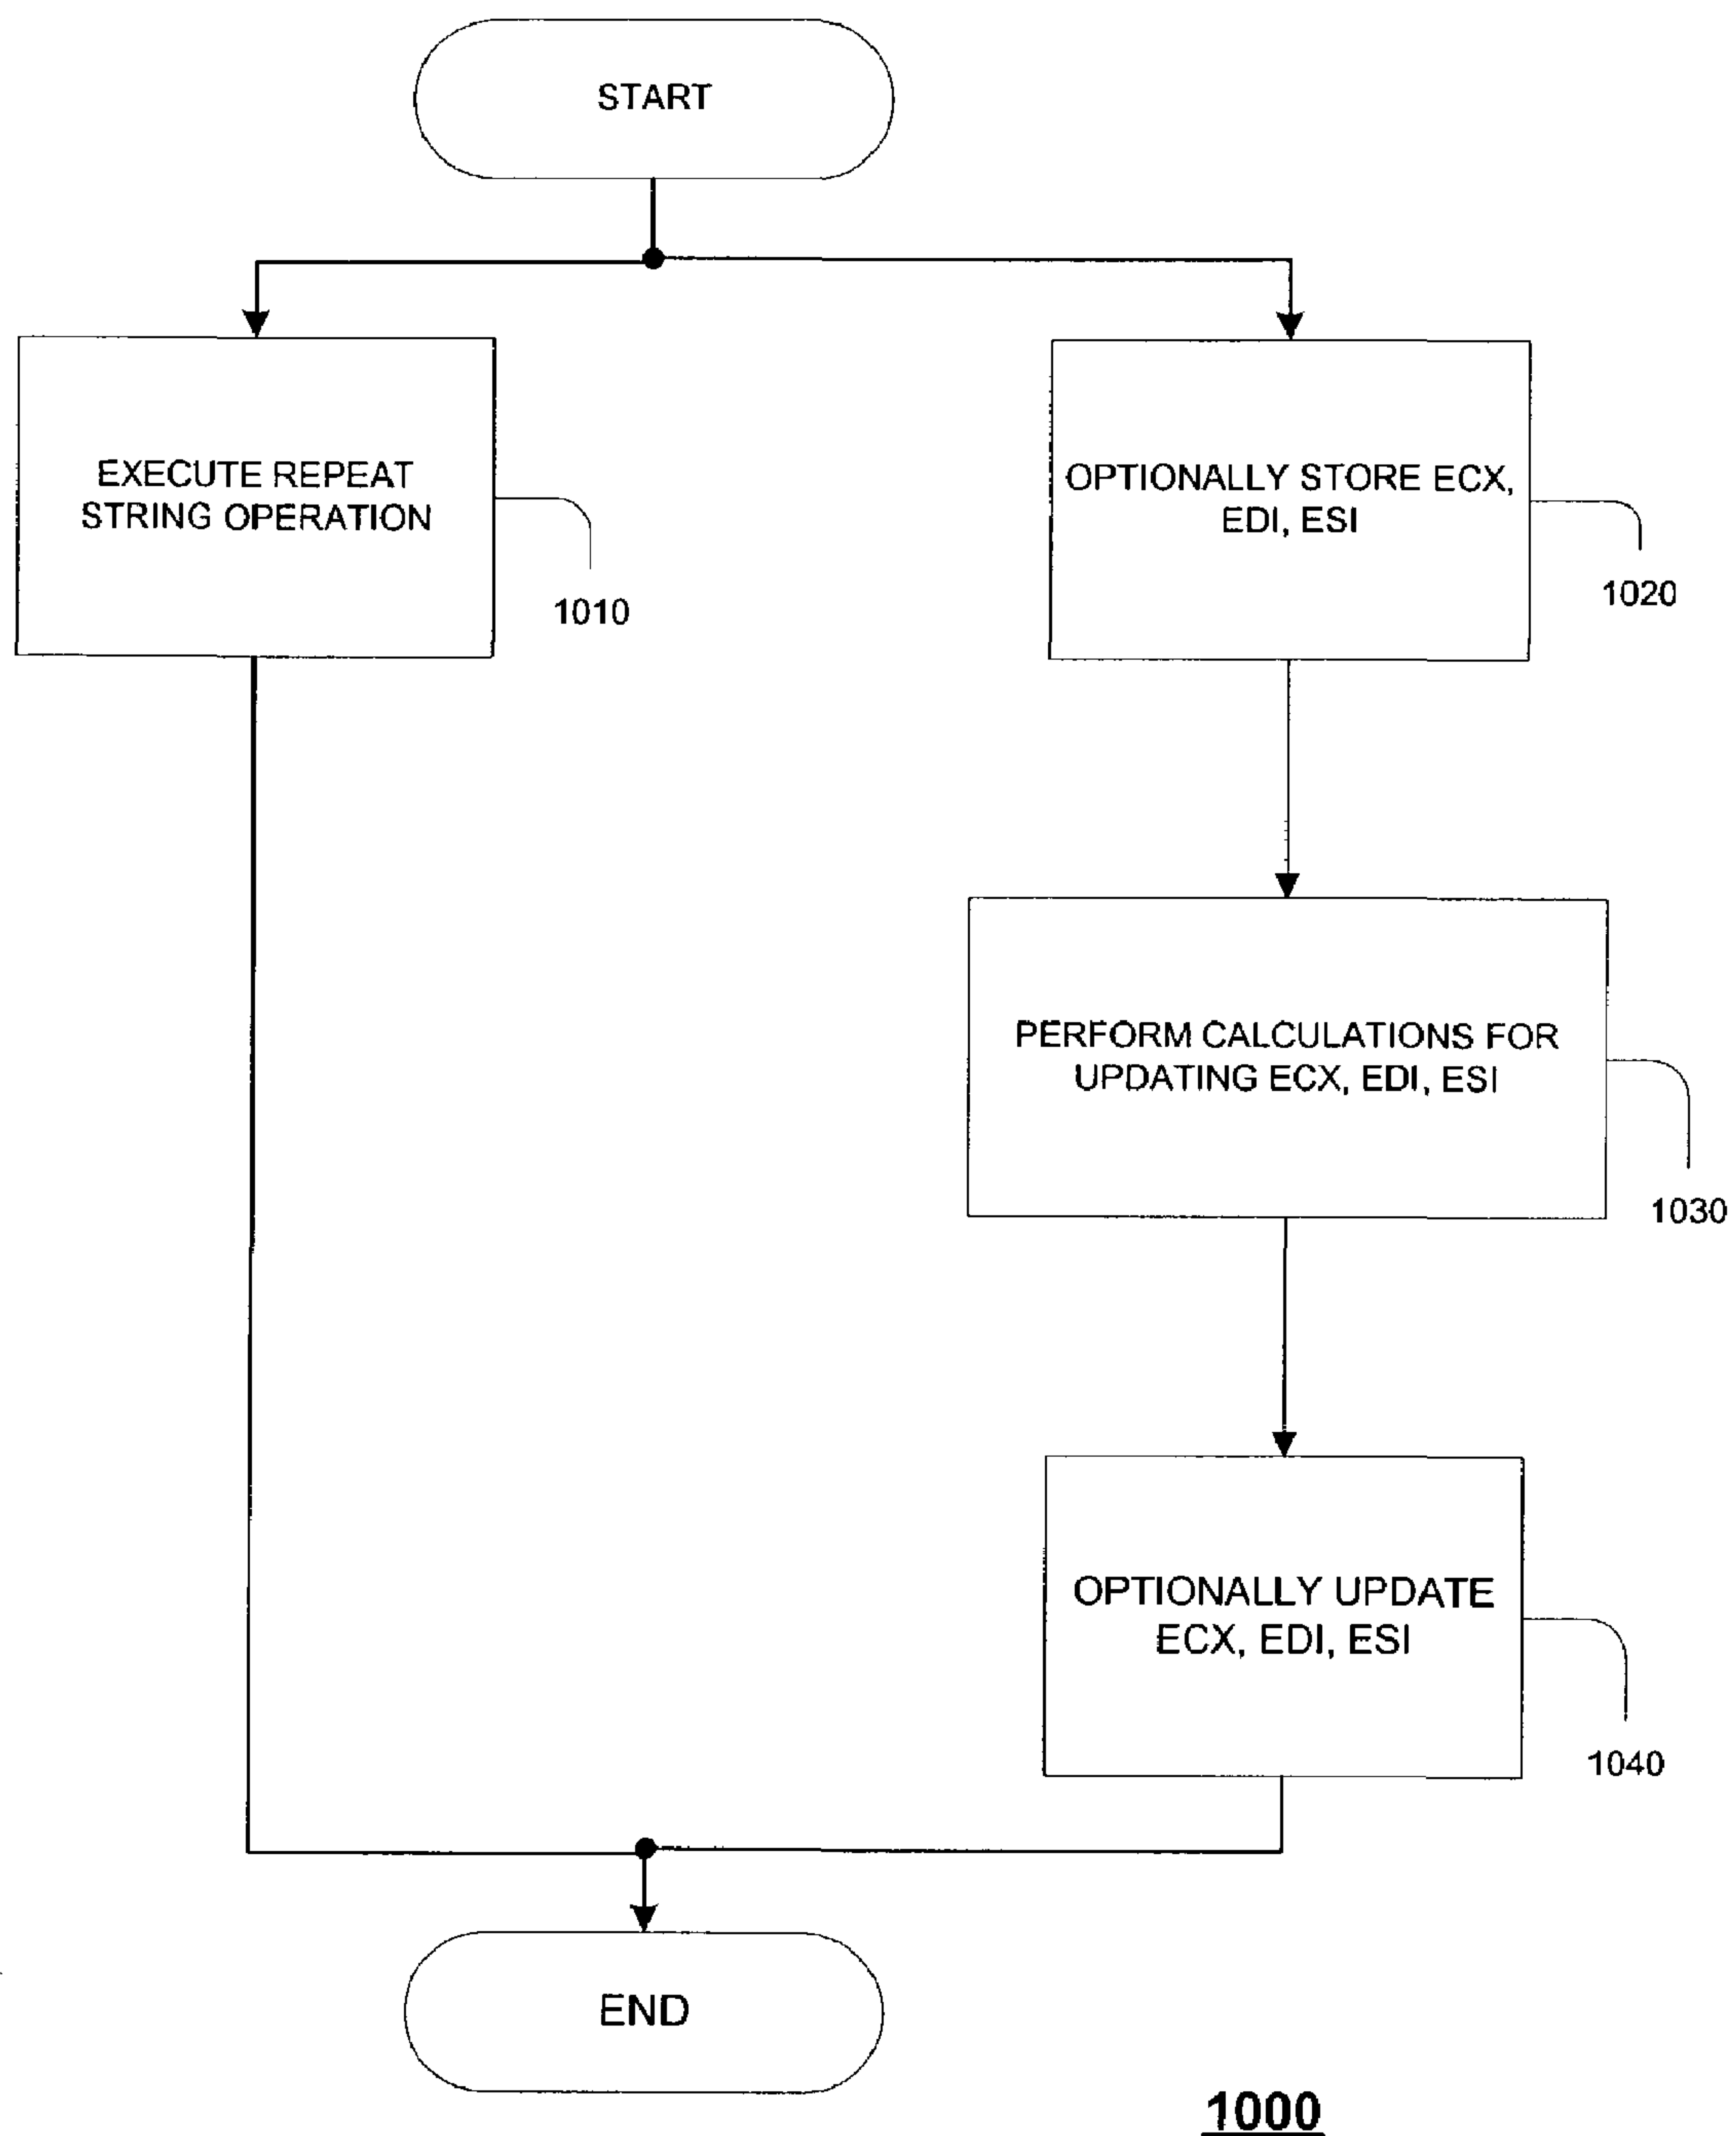 START
EXECUTE REPEAT
STRING OPERATION
1010
OPTIONALLY STORE ECX,
EDI, ESI
1020
PERFORM CALCULATIONS FOR
UPDATING ECX, EDI, ESI
1030
OPTIONALLY UPDATE
ECX, EDI, ESI
1040
END
1000